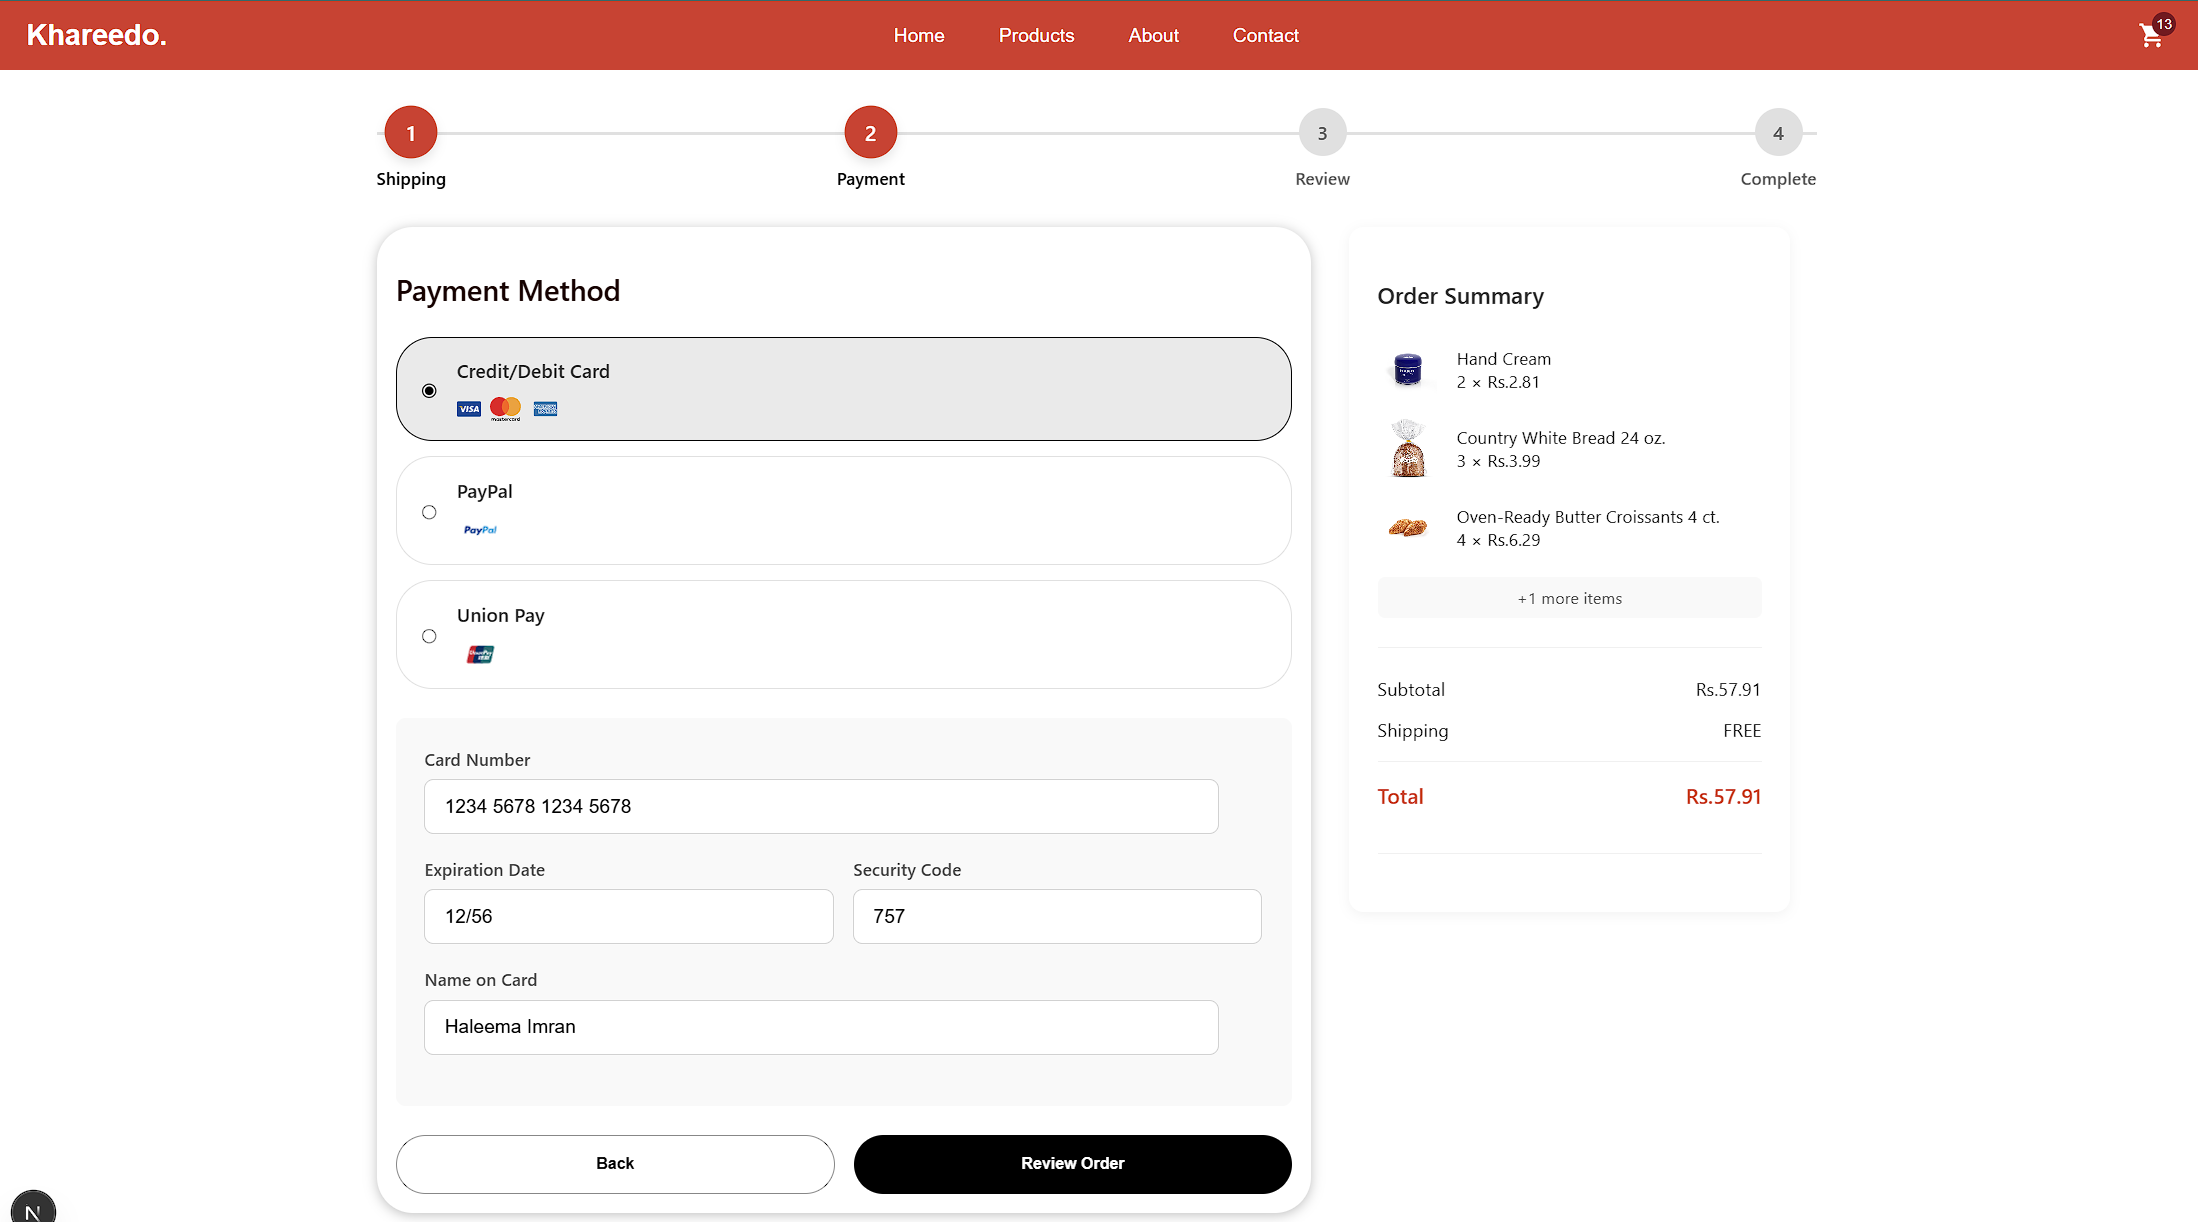 Khareedo.
Home
Products
About
Contact
13
1
2
3
4
Shipping
Payment
Review
Complete
Payment Method
Credit/Debit Card
VISA
mastercard
PayPal
PayPal
Union Pay
UnionPay
Card Number
1234 5678 1234 5678
Expiration Date
Security Code
12/56
757
Name on Card
Haleema Imran
Back
Review Order
Order Summary
Hand Cream
2 × Rs.2.81
Country White Bread 24 oz.
3 × Rs.3.99
Oven-Ready Butter Croissants 4 ct.
4 × Rs.6.29
+1 more items
Subtotal
Rs.57.91
Shipping
FREE
Total
Rs.57.91
N